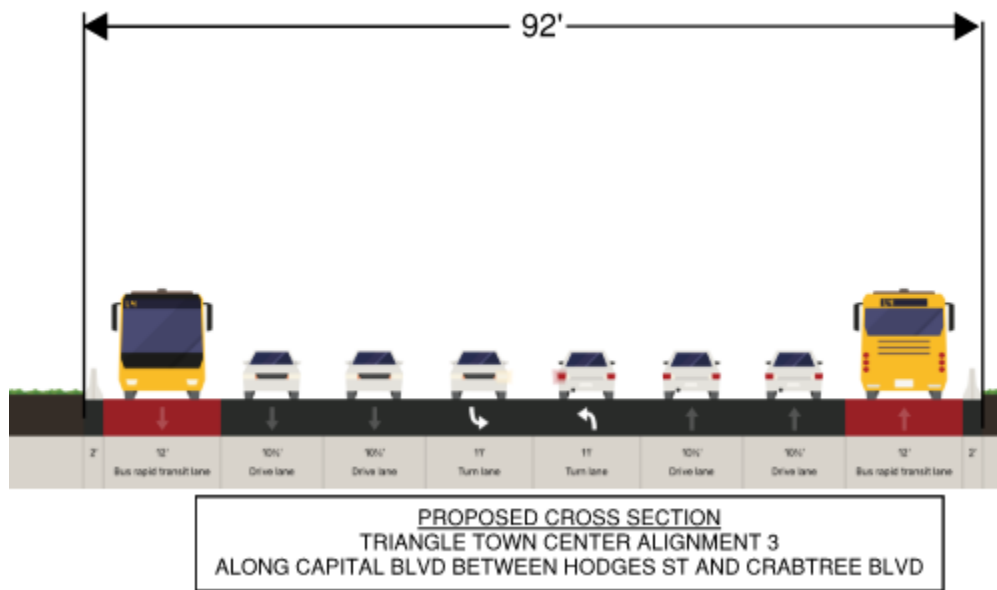 92'
2'
12'
10½'
10½'
11'
11'
10½'
10½'
12'
2'
Bus rapid transit lane
Drive lane
Drive lane
Turn lane
Turn lane
Drive lane
Drive lane
Bus rapid transit lane
PROPOSED CROSS SECTION
TRIANGLE TOWN CENTER ALIGNMENT 3
ALONG CAPITAL BLVD BETWEEN HODGES ST AND CRABTREE BLVD